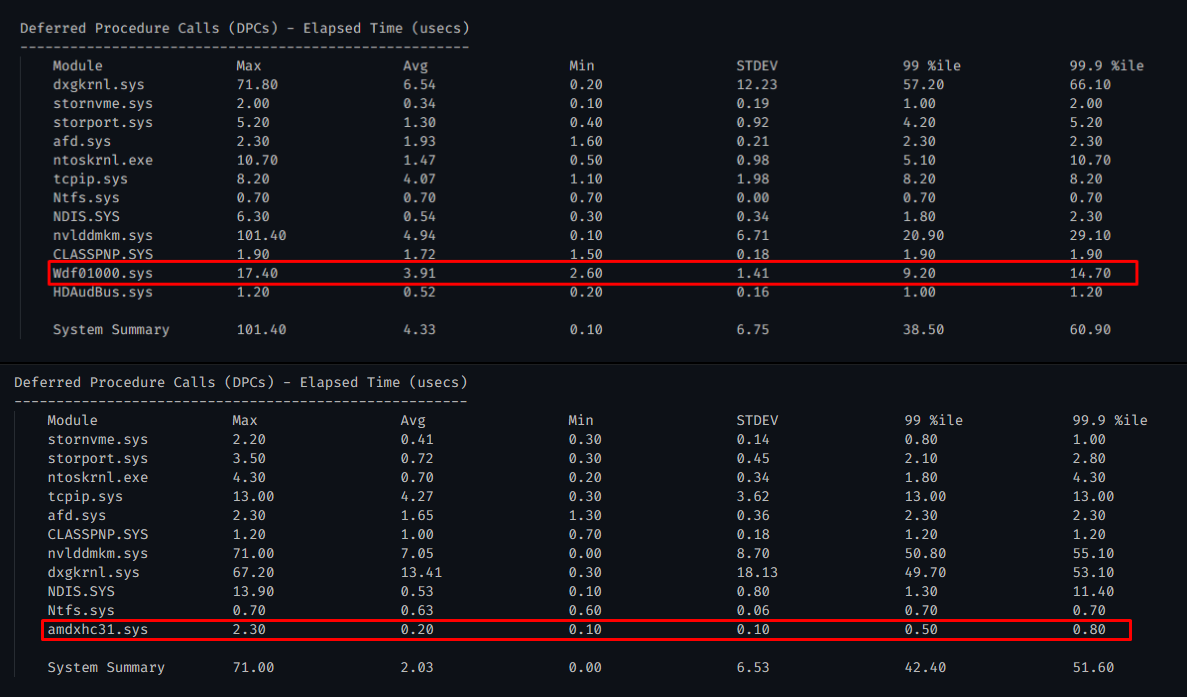 Deferred Procedure Calls (DPCs) - Elapsed Time (usecs)
------------------------------------------------------
Module Max Avg Min STDEV 99 %ile 99.9 %ile
dxgkrnl.sys 71.80 6.54 0.20 12.23 57.20 66.10
stornvme.sys 2.00 0.34 0.10 0.19 1.00 2.00
storport.sys 5.20 1.30 0.40 0.92 4.20 5.20
afd.sys 2.30 1.93 1.60 0.21 2.30 2.30
ntoskrnl.exe 10.70 1.47 0.50 0.98 5.10 10.70
tcpip.sys 8.20 4.07 1.10 1.98 8.20 8.20
Ntfs.sys 0.70 0.70 0.70 0.00 0.70 0.70
NDIS.SYS 6.30 0.54 0.30 0.34 1.80 2.30
nvlddmkm.sys 101.40 4.94 0.10 6.71 20.90 29.10
CLASSPNP.SYS 1.90 1.72 1.50 0.18 1.90 1.90
Wdf01000.sys 17.40 3.91 2.60 1.41 9.20 14.70
HDAudBus.sys 1.20 0.52 0.20 0.16 1.00 1.20
System Summary 101.40 4.33 0.10 6.75 38.50 60.90
Deferred Procedure Calls (DPCs) - Elapsed Time (usecs)
------------------------------------------------------
Module Max Avg Min STDEV 99 %ile 99.9 %ile
stornvme.sys 2.20 0.41 0.30 0.14 0.80 1.00
storport.sys 3.50 0.72 0.30 0.45 2.10 2.80
ntoskrnl.exe 4.30 0.70 0.20 0.34 1.80 4.30
tcpip.sys 13.00 4.27 0.30 3.62 13.00 13.00
afd.sys 2.30 1.65 1.30 0.36 2.30 2.30
CLASSPNP.SYS 1.20 1.00 0.70 0.18 1.20 1.20
nvlddmkm.sys 71.00 7.05 0.00 8.70 50.80 55.10
dxgkrnl.sys 67.20 13.41 0.30 18.13 49.70 53.10
NDIS.SYS 13.90 0.53 0.10 0.80 1.30 11.40
Ntfs.sys 0.70 0.63 0.60 0.06 0.70 0.70
amdxhc31.sys 2.30 0.20 0.10 0.10 0.50 0.80
System Summary 71.00 2.03 0.00 6.53 42.40 51.60